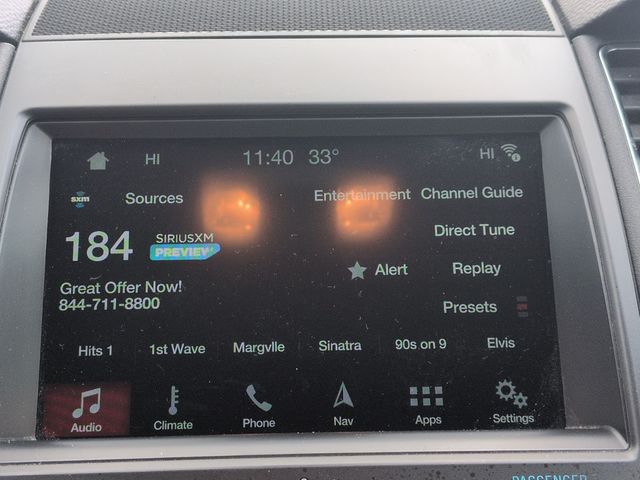 HI 11:40 33° HI
sxm Sources Entertainment Channel Guide
184 SIRIUSXM
PREVIEW
Direct Tune
Alert Replay
Great Offer Now!
844-711-8800
Presets
Hits 1 1st Wave Margvlle Sinatra 90s on 9 Elvis
Audio Climate Phone Nav Apps Settings
PASSENGER